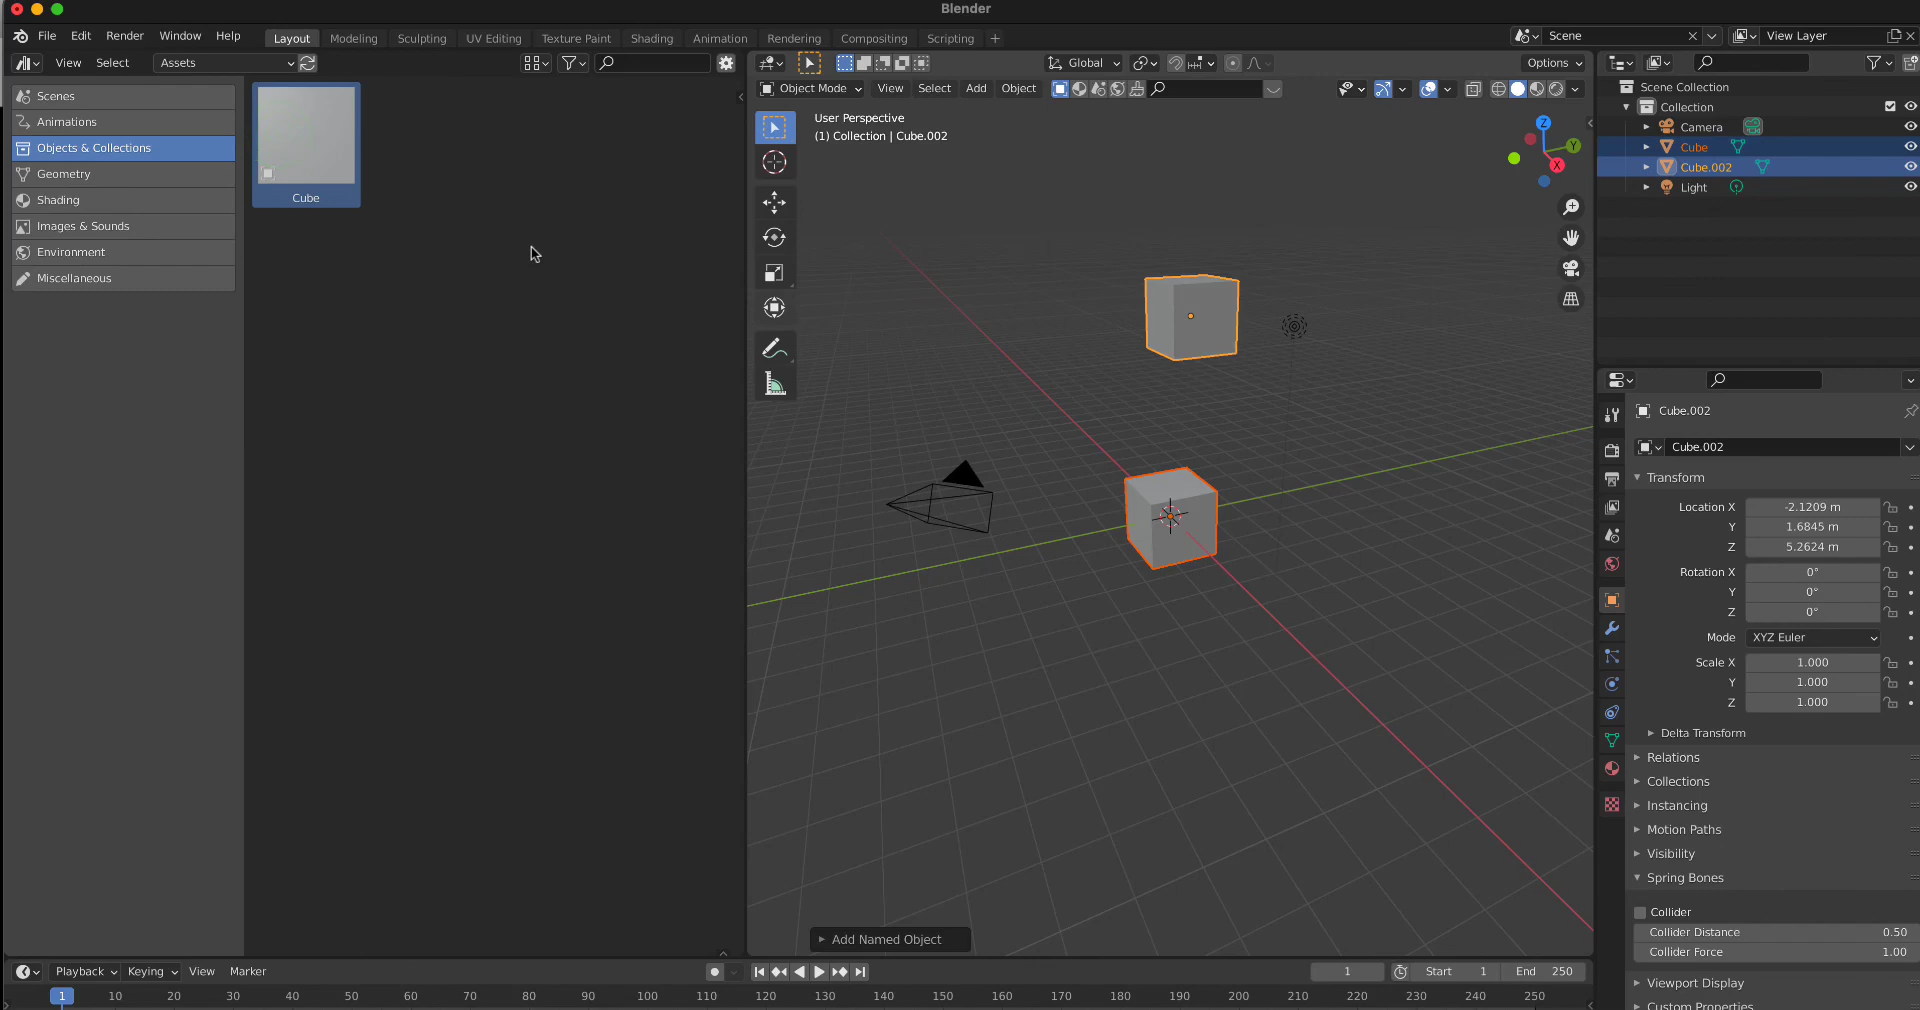 Blender
File Edit Render Window Help Layout Modeling Sculpting UV Editing Texture Paint Shading Animation Rendering Compositing Scripting + Scene View Layer
View Select Assets
Global Options
Scenes
Animations
Objects & Collections
Geometry
Shading
Images & Sounds
Environment
Miscellaneous
Cube
Object Mode View Select Add Object
User Perspective
(1) Collection | Cube.002
Z
Y
X
Add Named Object
Scene Collection
Collection
Camera
Cube
Cube.002
Light
Cube.002
Cube.002
Transform
Location X -2.1209 m
Y 1.6845 m
Z 5.2624 m
Rotation X 0°
Y 0°
Z 0°
Mode XYZ Euler
Scale X 1.000
Y 1.000
Z 1.000
Delta Transform
Relations
Collections
Instancing
Motion Paths
Visibility
Spring Bones
Collider
Collider Distance 0.50
Collider Force 1.00
Viewport Display
Custom Properties
Playback Keying View Marker 1 Start 1 End 250
1 10 20 30 40 50 60 70 80 90 100 110 120 130 140 150 160 170 180 190 200 210 220 230 240 250